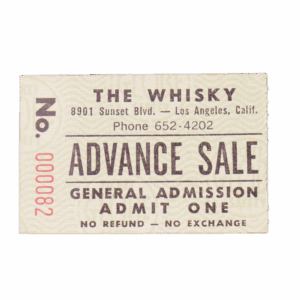 THE WHISKY
8901 Sunset Blvd. — Los Angeles, Calif.
Phone 652-4202
ADVANCE SALE
GENERAL ADMISSION
ADMIT ONE
NO REFUND — NO EXCHANGE
No. 000082